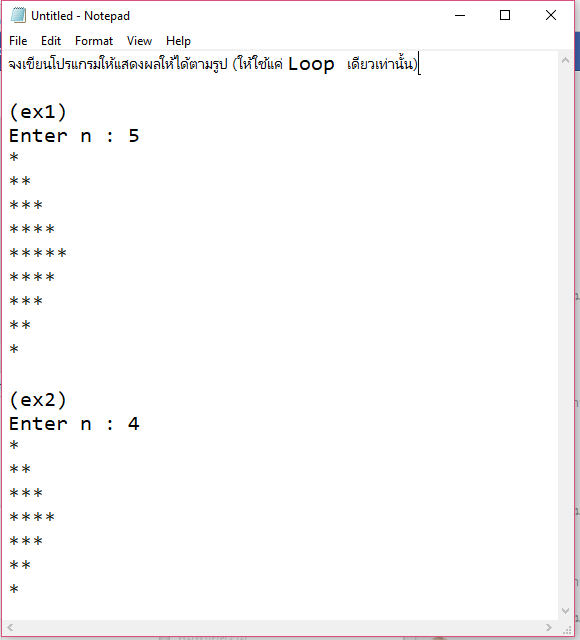 Untitled - Notepad
File Edit Format View Help
จงเขียนโปรแกรมให้แสดงผลให้ได้ตามรูป (ให้ใช้แค่ Loop เดียวเท่านั้น)
(ex1)
Enter n : 5
*
**
***
****
*****
****
***
**
*
(ex2)
Enter n : 4
*
**
***
****
***
**
*